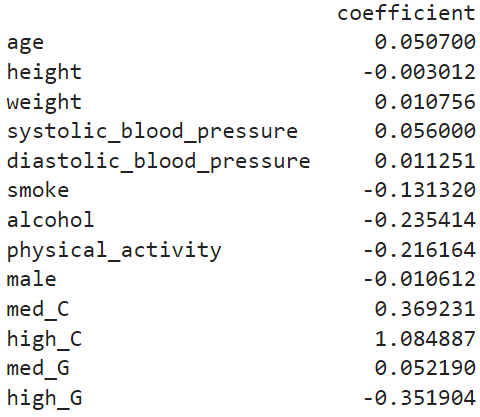 coefficient
age 0.050700
height -0.003012
weight 0.010756
systolic_blood_pressure 0.056000
diastolic_blood_pressure 0.011251
smoke -0.131320
alcohol -0.235414
physical_activity -0.216164
male -0.010612
med_C 0.369231
high_C 1.084887
med_G 0.052190
high_G -0.351904